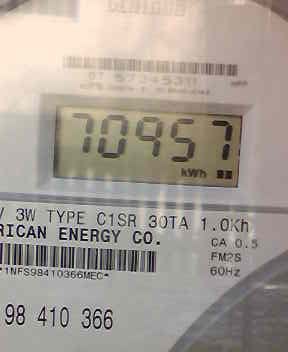 70957
kWh
/ 3W TYPE C1SR 30TA 1.0Kh
RICAN ENERGY CO.
CA 0.5
FM2S
*1NFS98410366MEC*
60Hz
98 410 366